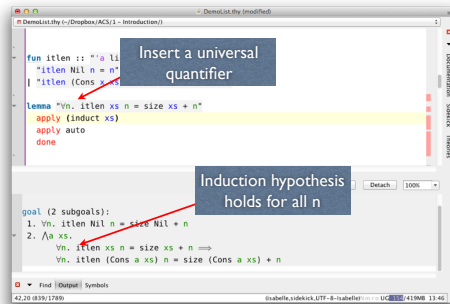 DemoList.thy (modified)
DemoList.thy (~/Dropbox/ACS/1 – Introduction/)
fun itlen :: "'a li
"itlen Nil n = n"
| "itlen (Cons x xs
Insert a universal
quantifier
lemma "∀n. itlen xs n = size xs + n"
apply (induct xs)
apply auto
done
Documentation
Sidekick
Theories
Detach
100%
Induction hypothesis
holds for all n
goal (2 subgoals):
1. ∀n. itlen Nil n = size Nil + n
2. ⋀a xs.
∀n. itlen xs n = size xs + n ⟹
∀n. itlen (Cons a xs) n = size (Cons a xs) + n
Find Output Symbols
42,20 (839/1789)
(isabelle,sidekick,UTF-8-Isabelle)
UG
/419MB 13:46